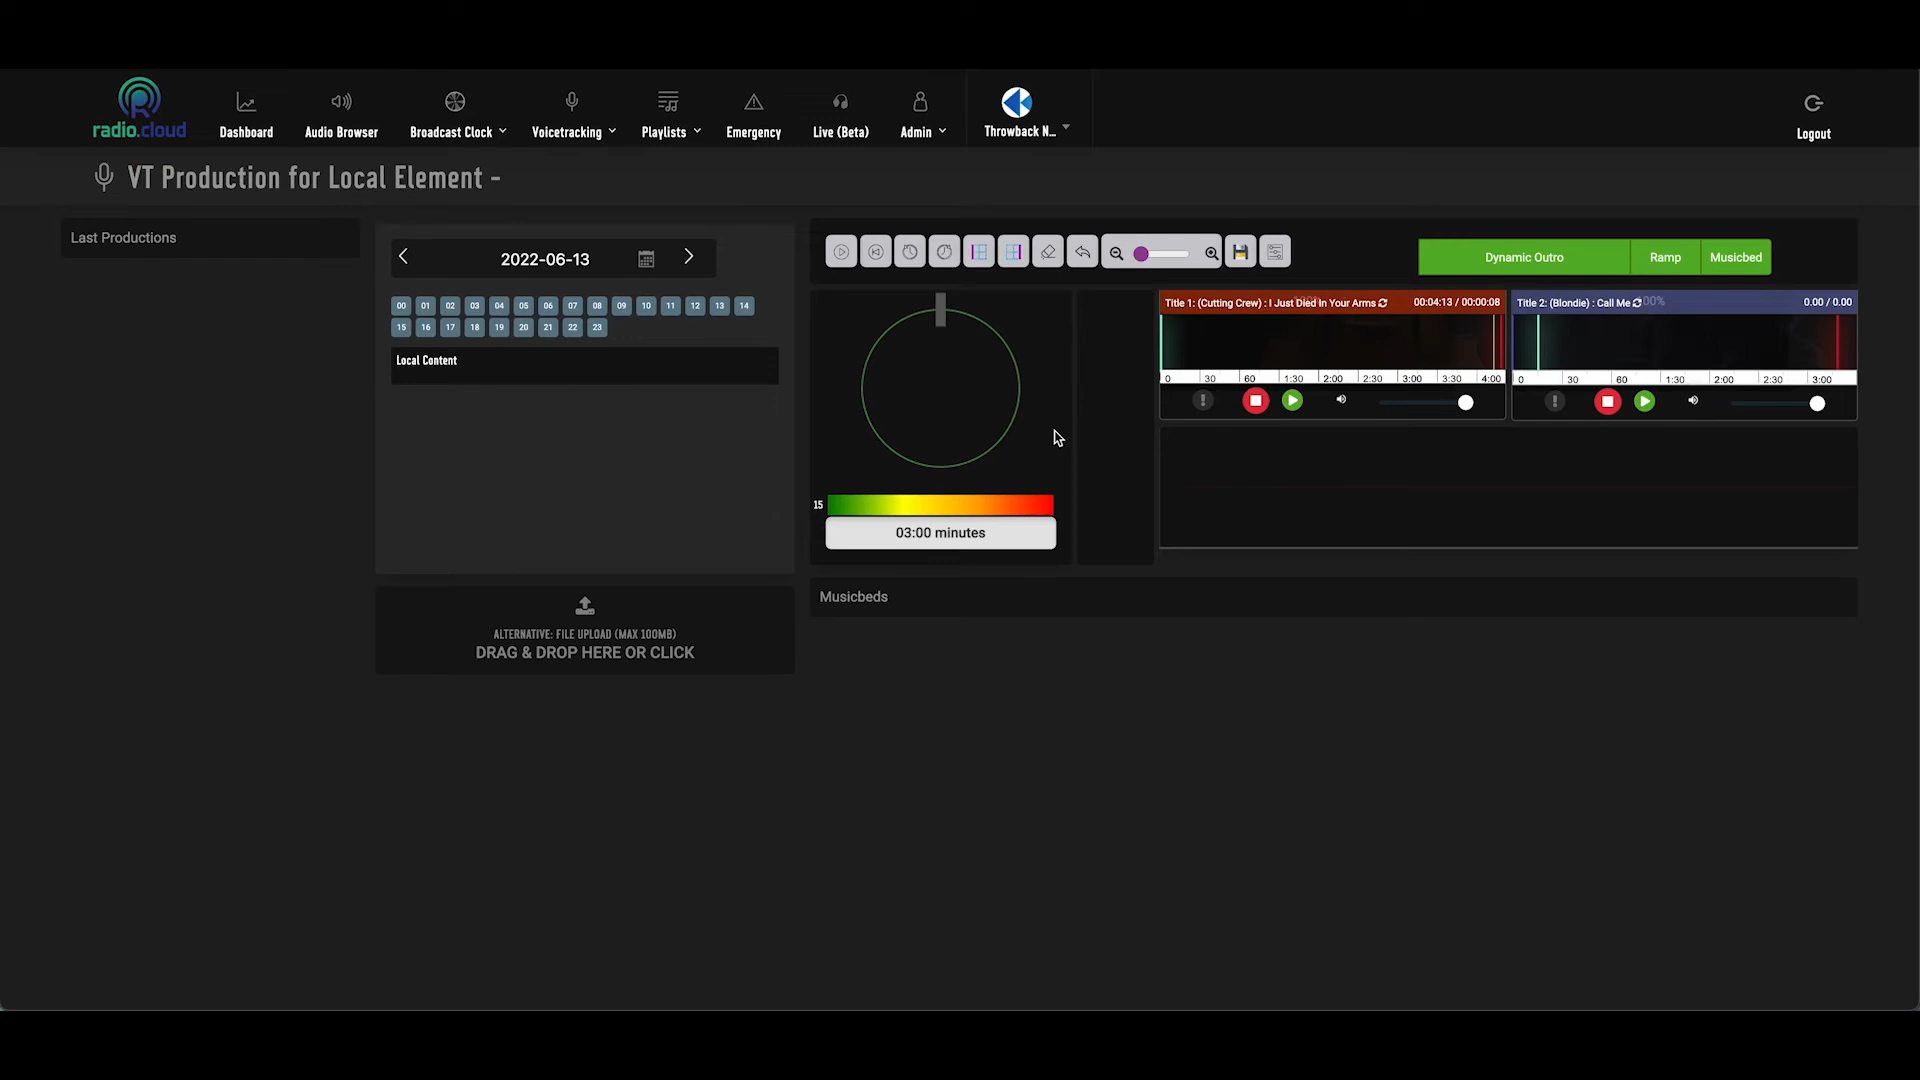 radio.cloud
Dashboard
Audio Browser
Broadcast Clock
Voicetracking
Playlists
Emergency
Live (Beta)
Admin
Throwback N...
Logout
VT Production for Local Element -
Last Productions
2022-06-13
00 01 02 03 04 05 06 07 08 09 10 11 12 13 14
15 16 17 18 19 20 21 22 23
Local Content
ALTERNATIVE: FILE UPLOAD (MAX 100MB)
DRAG & DROP HERE OR CLICK
Dynamic Outro
Ramp
Musicbed
15
03:00 minutes
Title 1: (Cutting Crew) : I Just Died In Your Arms 00:04:13 / 00:00:08
0 30 60 1:30 2:00 2:30 3:00 3:30 4:00
Title 2: (Blondie) : Call Me 0.00 / 0.00
0 30 60 1:30 2:00 2:30 3:00
Musicbeds